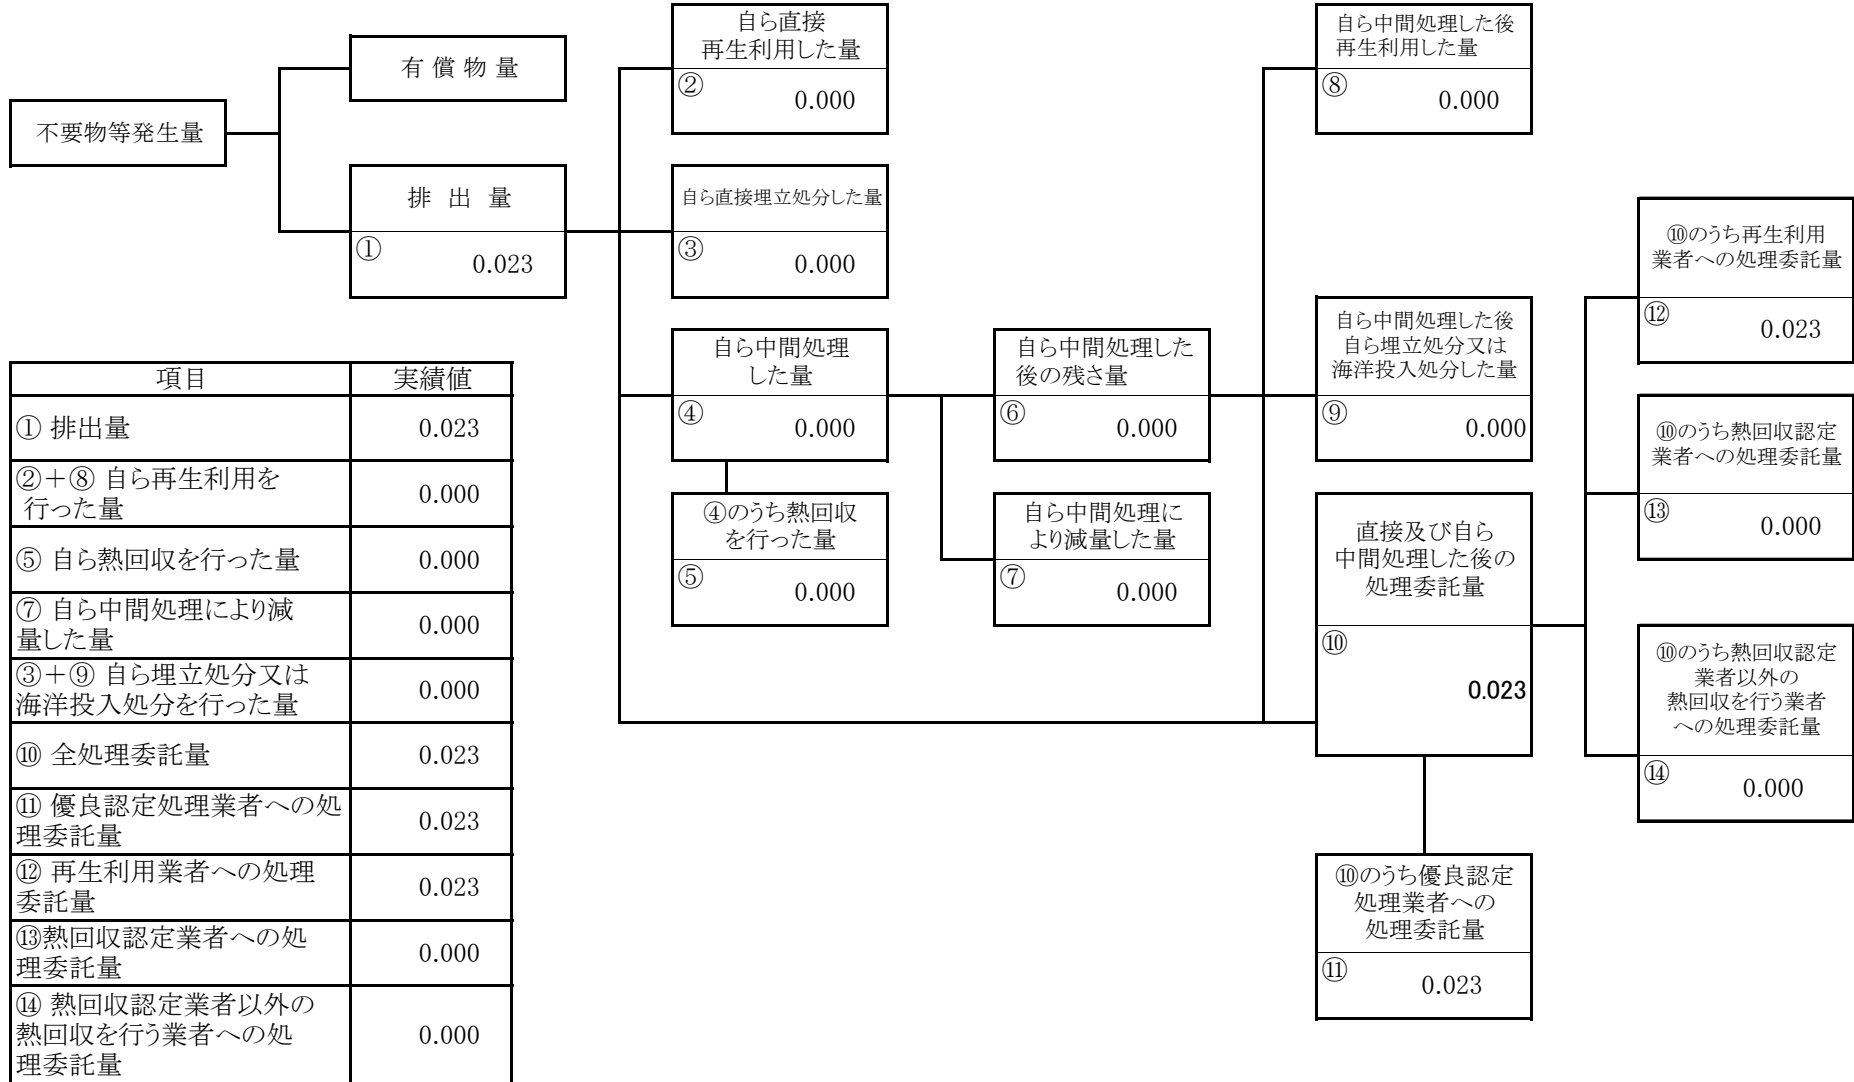 不要物等発生量
有 償 物 量
排 出 量
①
0.023
自ら直接
再生利用した量
②
0.000
自ら直接埋立処分した量
③
0.000
自ら中間処理
した量
④
0.000
④のうち熱回収
を行った量
⑤
0.000
自ら中間処理した
後の残さ量
⑥
0.000
自ら中間処理に
より減量した量
⑦
0.000
自ら中間処理した後
再生利用した量
⑧
0.000
自ら中間処理した後
自ら埋立処分又は
海洋投入処分した量
⑨
0.000
直接及び自ら
中間処理した後の
処理委託量
⑩
0.023
⑩のうち優良認定
処理業者への
処理委託量
⑪
0.023
⑩のうち再生利用
業者への処理委託量
⑫
0.023
⑩のうち熱回収認定
業者への処理委託量
⑬
0.000
⑩のうち熱回収認定
業者以外の
熱回収を行う業者
への処理委託量
⑭
0.000
項目 実績値
① 排出量 0.023
②＋⑧ 自ら再生利用を
行った量 0.000
⑤ 自ら熱回収を行った量 0.000
⑦ 自ら中間処理により減
量した量 0.000
③＋⑨ 自ら埋立処分又は
海洋投入処分を行った量 0.000
⑩ 全処理委託量 0.023
⑪ 優良認定処理業者への処
理委託量 0.023
⑫ 再生利用業者への処理
委託量 0.023
⑬熱回収認定業者への処
理委託量 0.000
⑭ 熱回収認定業者以外の
熱回収を行う業者への処
理委託量 0.000